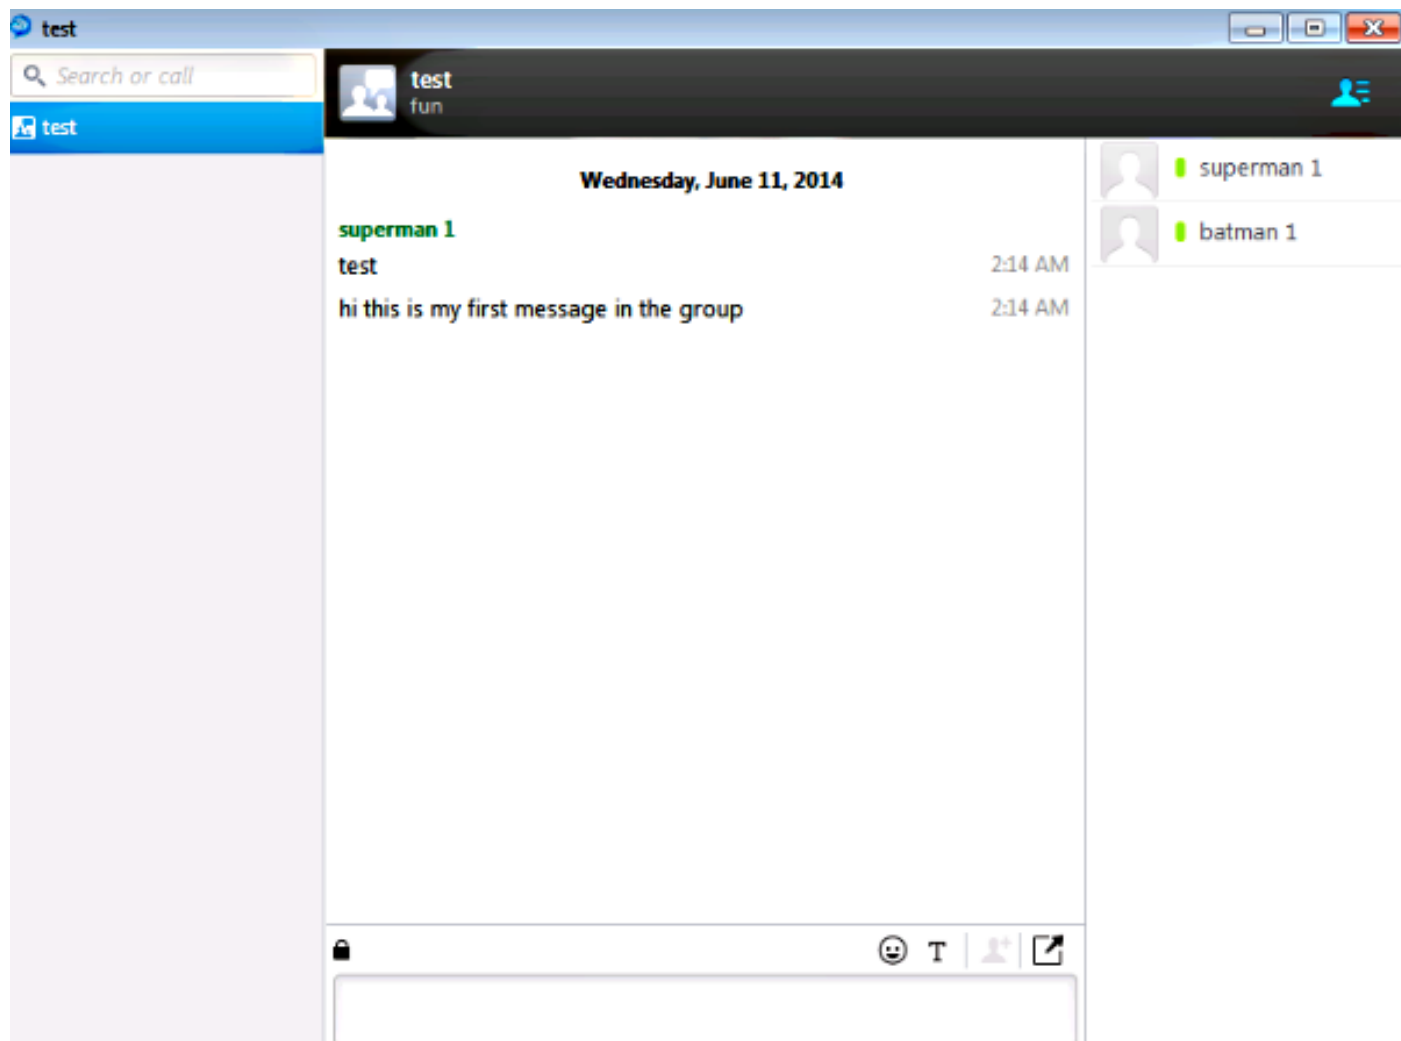 test
Search or call
test
test
fun
Wednesday, June 11, 2014
superman 1
test 2:14 AM
hi this is my first message in the group 2:14 AM
superman 1
batman 1
T